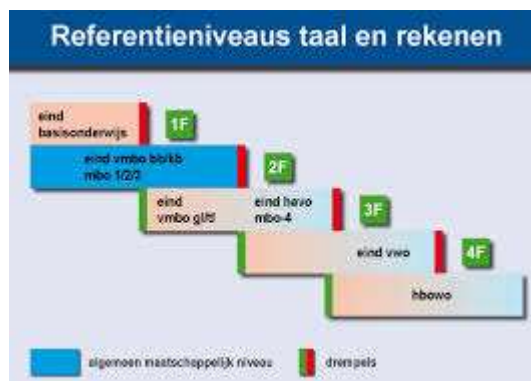 Referentieniveaus taal en rekenen
eind
basisonderwijs
1F
eind vmbo bb/kb
mbo 1/2/3
2F
eind
vmbo gl/tl
eind havo
mbo-4
3F
eind vwo
4F
hbo/wo
algemeen maatschappelijk niveau
drempels